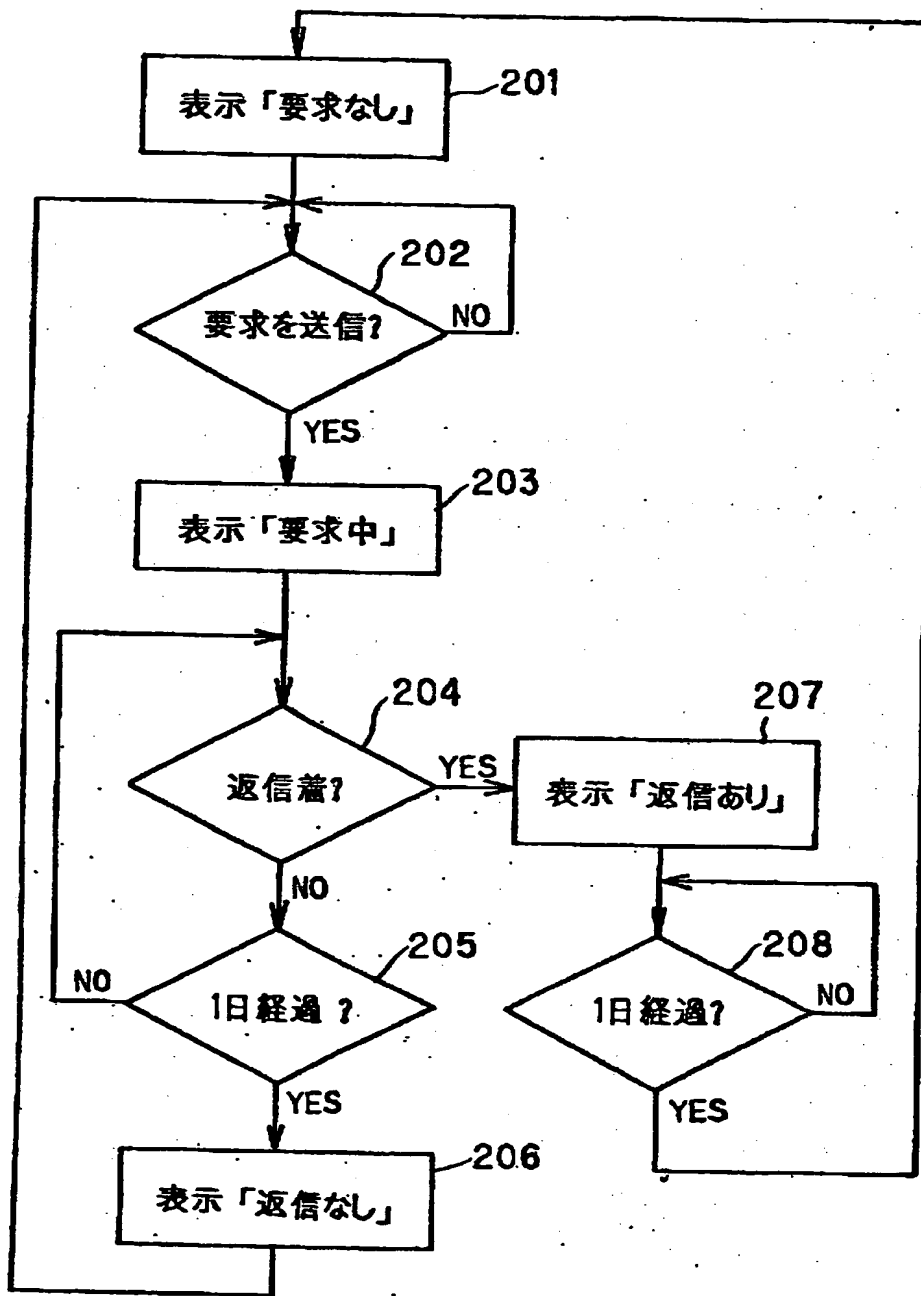 表示「要求なし」
201
202
要求を送信?
NO
YES
203
表示「要求中」
204
返信着?
YES
207
表示「返信あり」
NO
205
1日経過?
NO
208
1日経過?
NO
YES
YES
206
表示「返信なし」